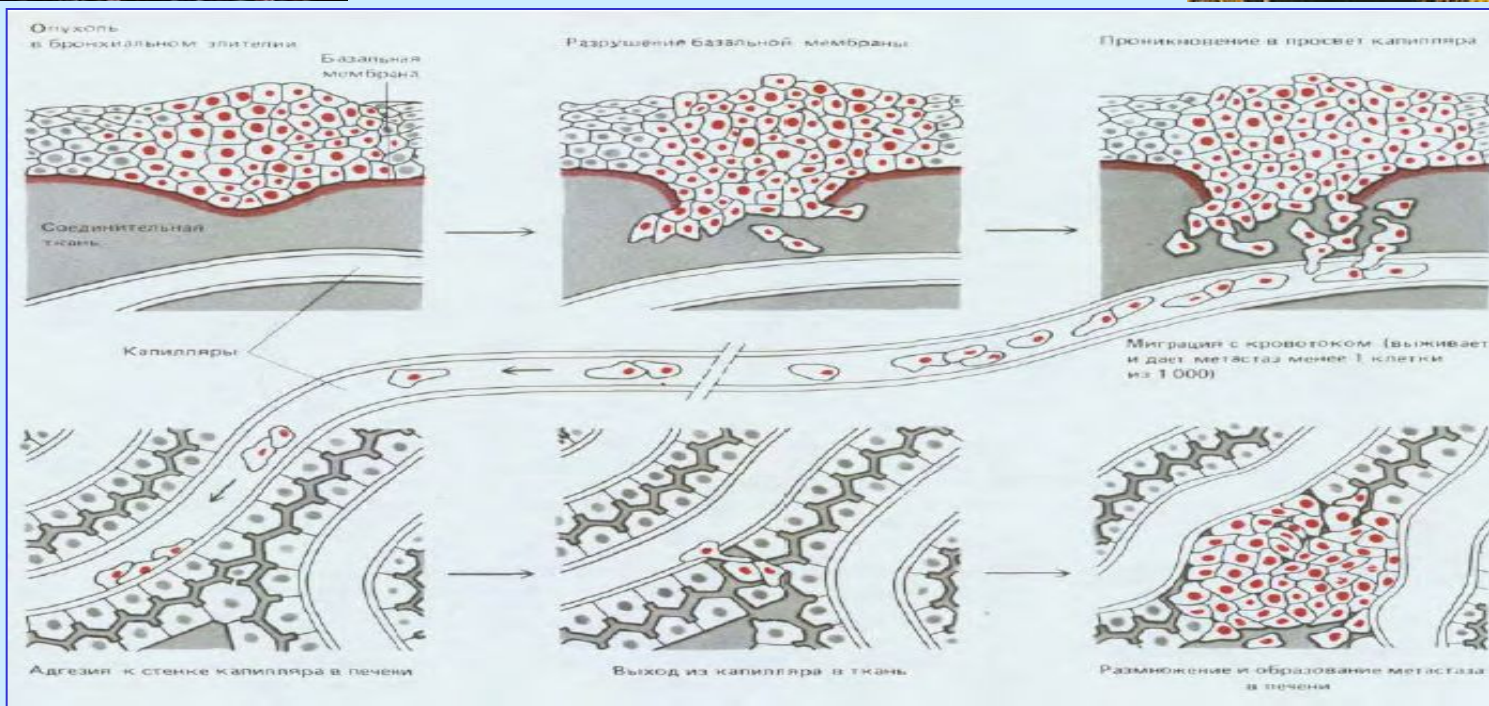 Опухоль
в бронхиальном эпителии
Базальная
мембрана
Разрушение базальной мембраны
Проникновение в просвет капилляра
Соединительная
ткань
Капилляры
Миграция с кровотоком (выживает
и дает метастаз менее 1 клетки
из 1 000)
Адгезия к стенке капилляра в печени
Выход из капилляра в ткань
Размножение и образование метастаза
в печени